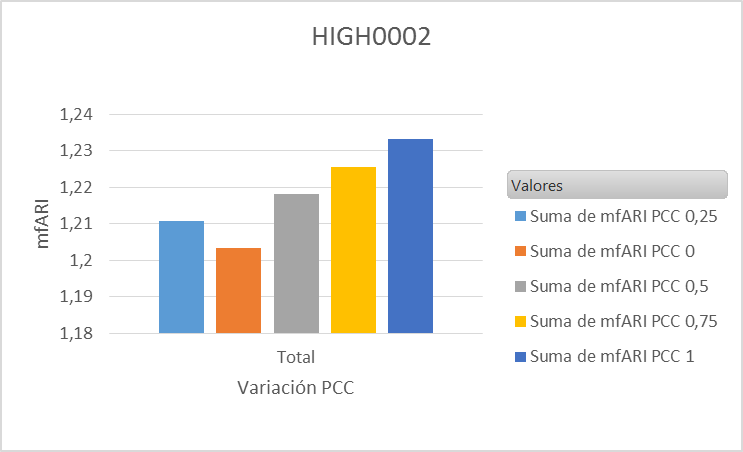 HIGH0002
mfARI
1,24
1,23
1,22
1,21
1,2
1,19
1,18
Total
Variación PCC
Valores
Suma de mfARI PCC 0,25
Suma de mfARI PCC 0
Suma de mfARI PCC 0,5
Suma de mfARI PCC 0,75
Suma de mfARI PCC 1